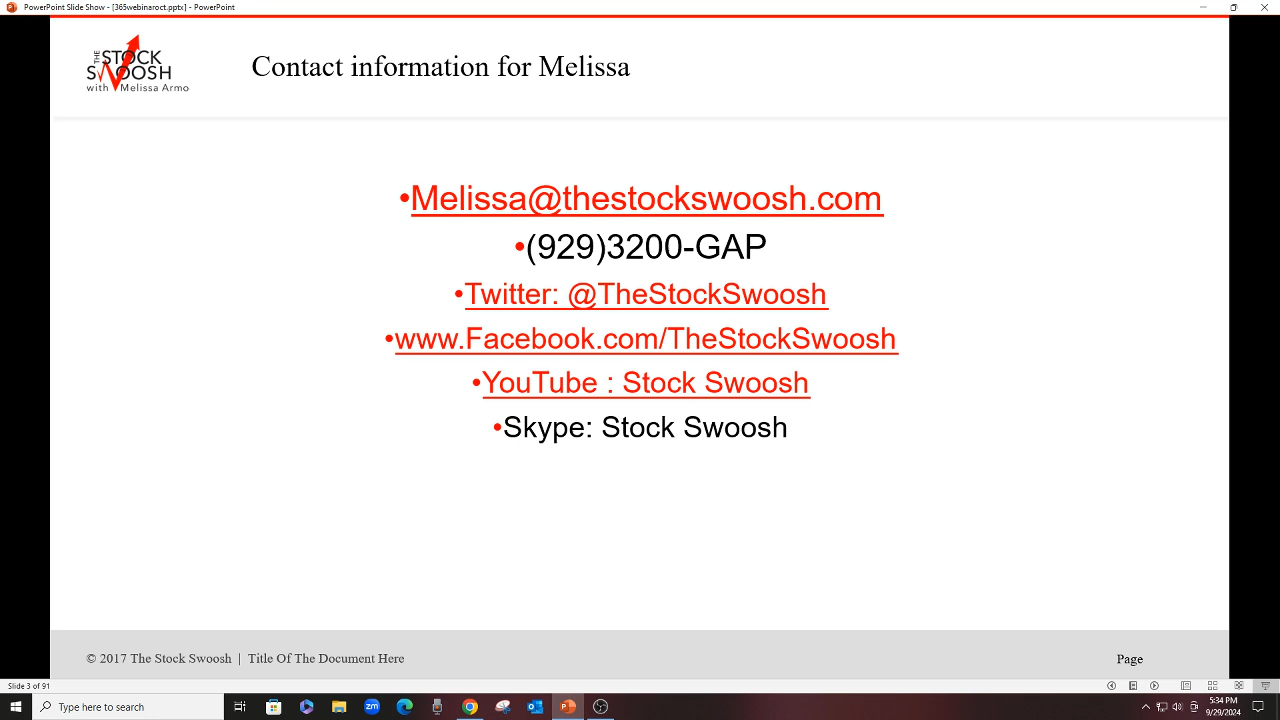 PowerPoint Slide Show - [365webinaroct.pptx] - PowerPoint
THE STOCK
SWOOSH
with Melissa Armo
Contact information for Melissa
•Melissa@thestockswoosh.com
•(929)3200-GAP
•Twitter: @TheStockSwoosh
•www.Facebook.com/TheStockSwoosh
•YouTube : Stock Swoosh
•Skype: Stock Swoosh
© 2017 The Stock Swoosh | Title Of The Document Here
Page
Slide 3 of 91
Type here to search
zm
5:34 PM
9/29/2024